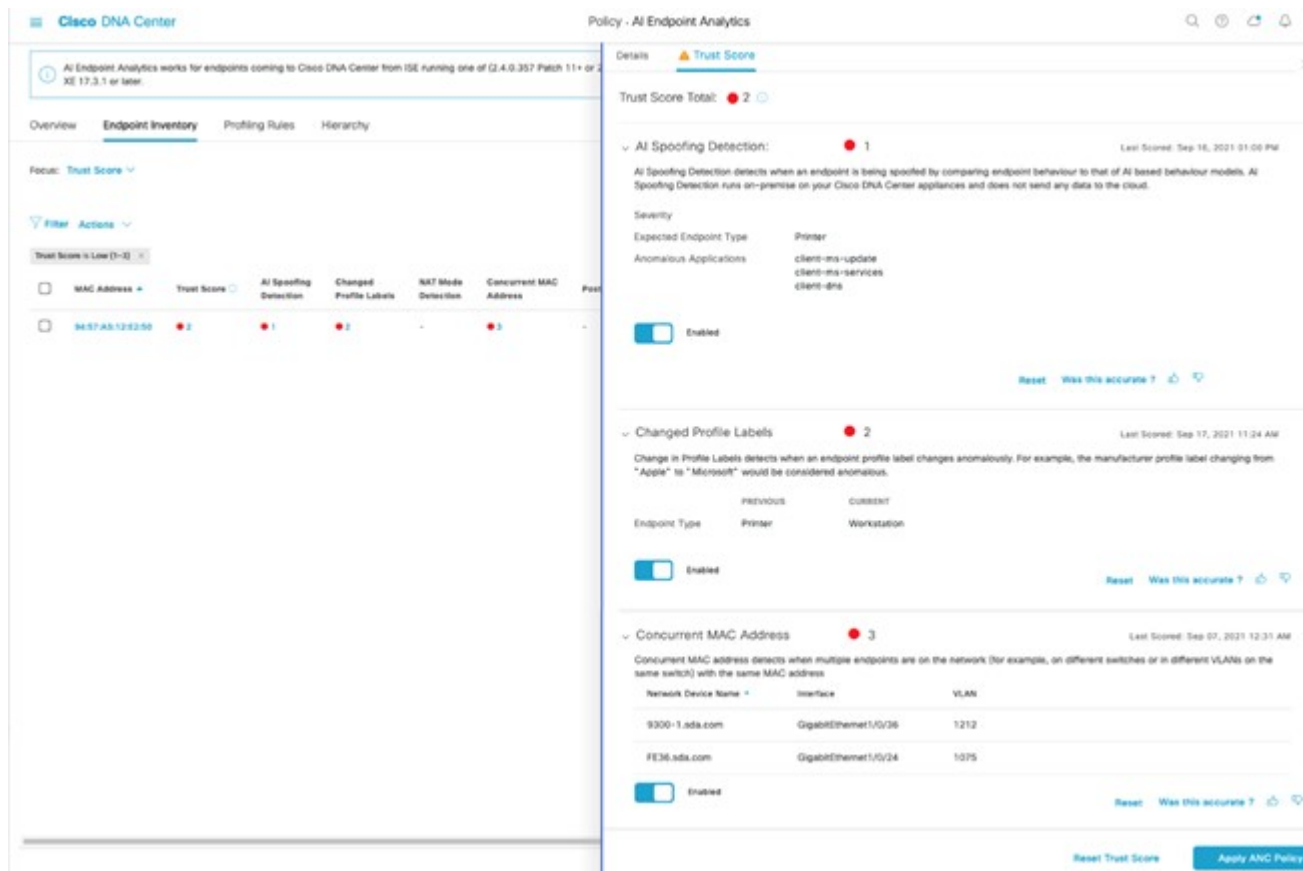 Cisco DNA Center
Policy · AI Endpoint Analytics
AI Endpoint Analytics works for endpoints coming to Cisco DNA Center from ISE running one of (2.4.0.357 Patch 11+ or
XE 17.3.1 or later.
Overview Endpoint Inventory Profiling Rules Hierarchy
Focus: Trust Score
Filter Actions
Trust Score is Low (1-3) ×
MAC Address Trust Score AI Spoofing Detection Changed Profile Labels NAT Mode Detection Concurrent MAC Address Post
2 1 2 - 3 -
Details Trust Score
Trust Score Total: 2
AI Spoofing Detection: 1 Last Scored: Sep 16, 2021 01:00 PM
AI Spoofing Detection detects when an endpoint is being spoofed by comparing endpoint behaviour to that of AI based behaviour models. AI
Spoofing Detection runs on-premise on your Cisco DNA Center appliances and does not send any data to the cloud.
Severity
Expected Endpoint Type Printer
Anomalous Applications client-ms-update
client-ms-services
client-dns
Enabled
Reset Was this accurate ?
Changed Profile Labels 2 Last Scored: Sep 17, 2021 11:24 AM
Change in Profile Labels detects when an endpoint profile label changes anomalously. For example, the manufacturer profile label changing from
"Apple" to "Microsoft" would be considered anomalous.
PREVIOUS CURRENT
Endpoint Type Printer Workstation
Enabled
Reset Was this accurate ?
Concurrent MAC Address 3 Last Scored: Sep 07, 2021 12:31 AM
Concurrent MAC address detects when multiple endpoints are on the network (for example, on different switches or in different VLANs on the
same switch) with the same MAC address
Network Device Name Interface VLAN
9300-1.sda.com GigabitEthernet1/0/36 1212
FE36.sda.com GigabitEthernet1/0/24 1075
Enabled
Reset Was this accurate ?
Reset Trust Score Apply ANC Policy